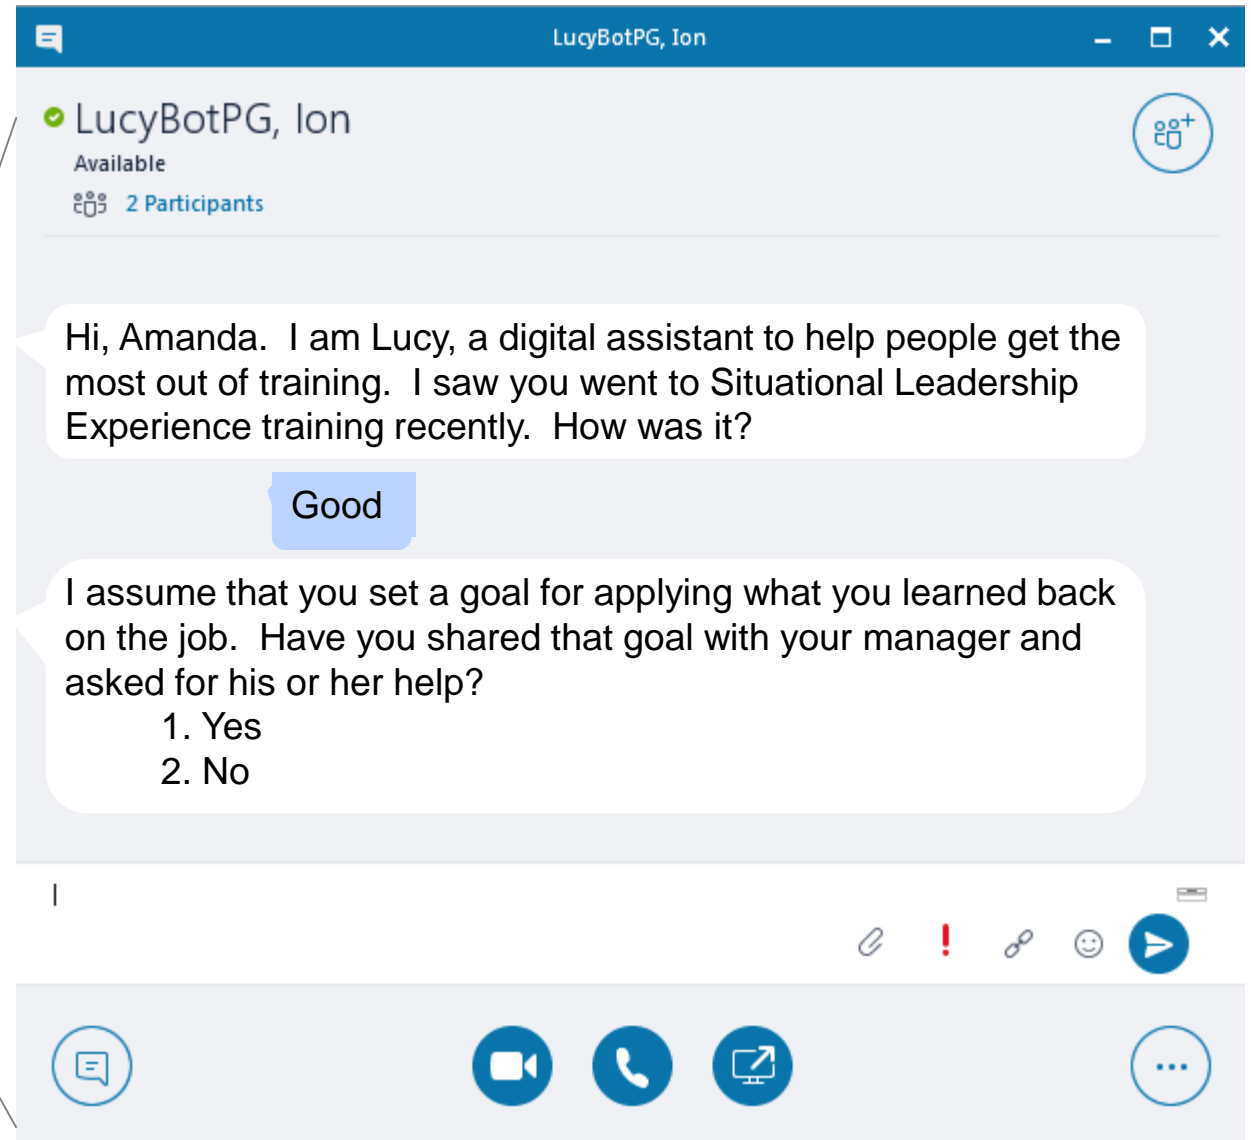 LucyBotPG, Ion
LucyBotPG, Ion
Available
2 Participants
Hi, Amanda.  I am Lucy, a digital assistant to help people get the
most out of training.  I saw you went to Situational Leadership
Experience training recently.  How was it?
Good
I assume that you set a goal for applying what you learned back
on the job.  Have you shared that goal with your manager and
asked for his or her help?
1. Yes
2. No